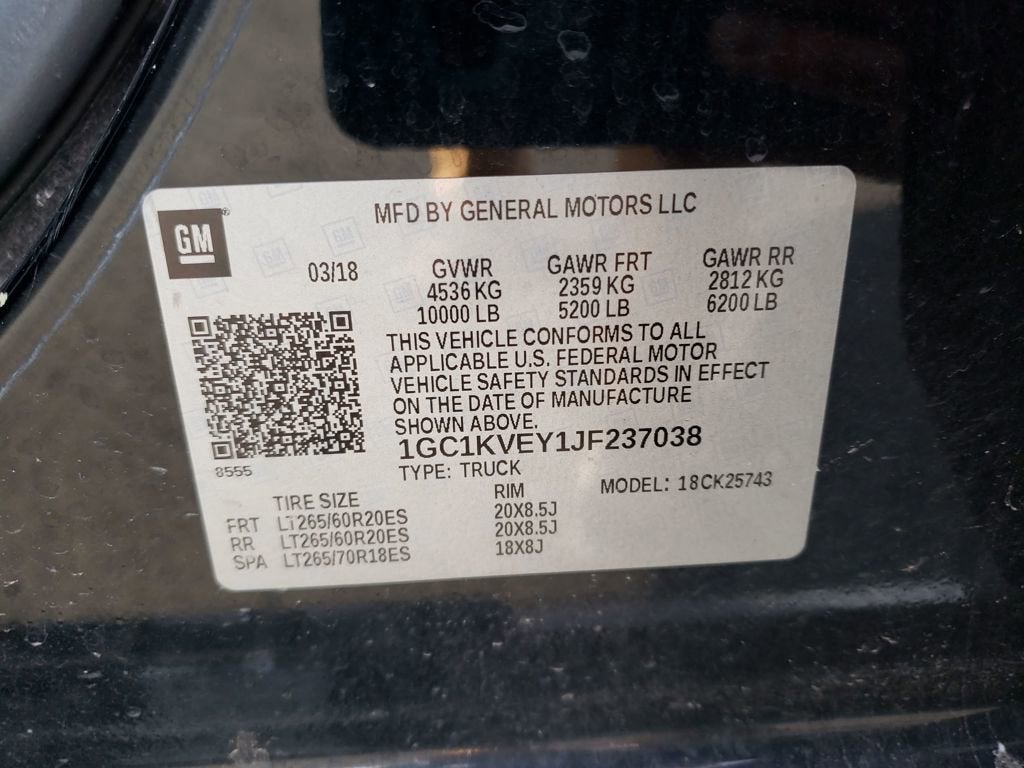 MFD BY GENERAL MOTORS LLC
GM
03/18 GVWR GAWR FRT GAWR RR
4536 KG 2359 KG 2812 KG
10000 LB 5200 LB 6200 LB
THIS VEHICLE CONFORMS TO ALL
APPLICABLE U.S. FEDERAL MOTOR
VEHICLE SAFETY STANDARDS IN EFFECT
ON THE DATE OF MANUFACTURE
SHOWN ABOVE.
1GC1KVEY1JF237038
8555 TYPE: TRUCK MODEL: 18CK25743
TIRE SIZE RIM
FRT LT265/60R20ES 20X8.5J
RR LT265/60R20ES 20X8.5J
SPA LT265/70R18ES 18X8J